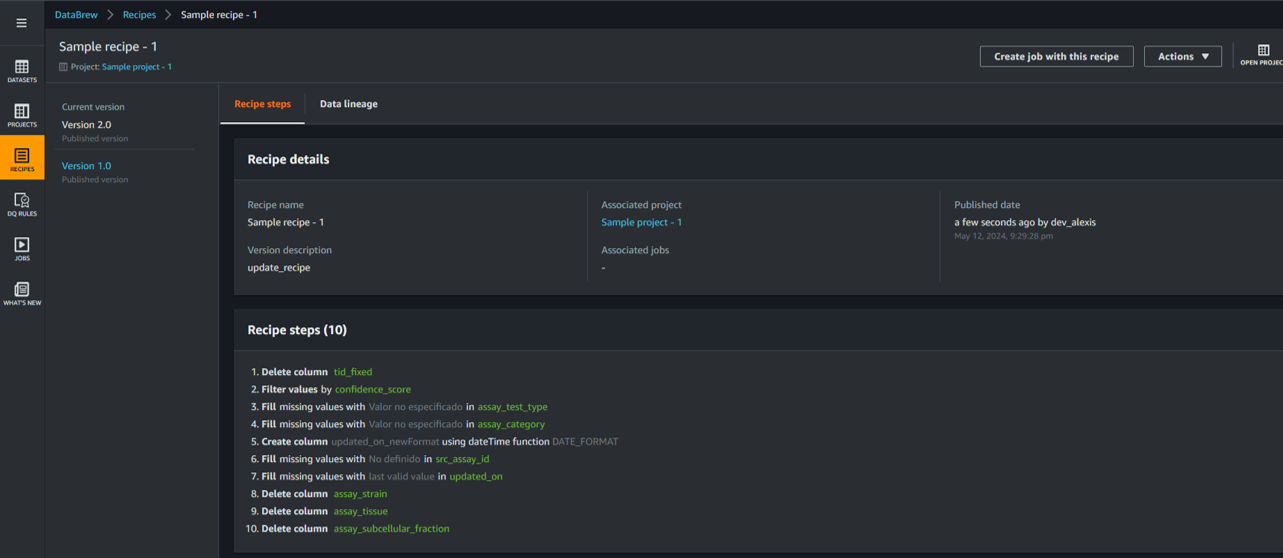 DataBrew > Recipes > Sample recipe - 1
Sample recipe - 1
Project: Sample project - 1
Create job with this recipe
Actions
OPEN PROJEC
DATASETS
PROJECTS
RECIPES
DQ RULES
JOBS
WHAT'S NEW
Current version
Version 2.0
Published version
Version 1.0
Published version
Recipe steps
Data lineage
Recipe details
Recipe name
Sample recipe - 1
Version description
update_recipe
Associated project
Sample project - 1
Associated jobs
-
Published date
a few seconds ago by dev_alexis
May 12, 2024, 9:29:28 pm
Recipe steps (10)
1. Delete column tid_fixed
2. Filter values by confidence_score
3. Fill missing values with Valor no especificado in assay_test_type
4. Fill missing values with Valor no especificado in assay_category
5. Create column updated_on_newFormat using dateTime function DATE_FORMAT
6. Fill missing values with No definido in src_assay_id
7. Fill missing values with last valid value in updated_on
8. Delete column assay_strain
9. Delete column assay_tissue
10. Delete column assay_subcellular_fraction